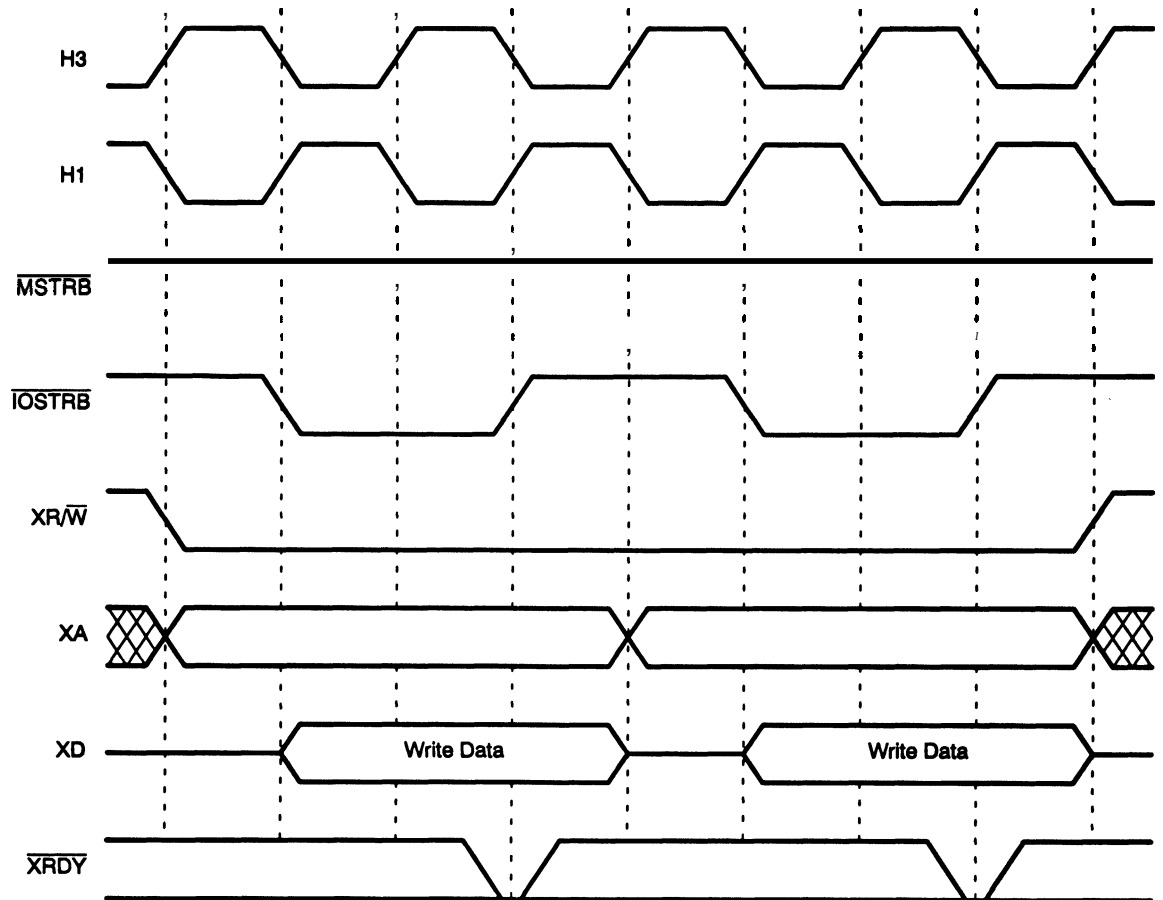 H3
H1
MSTRB
IOSTRB
XR/W
XA
XD
Write Data
Write Data
XRDY